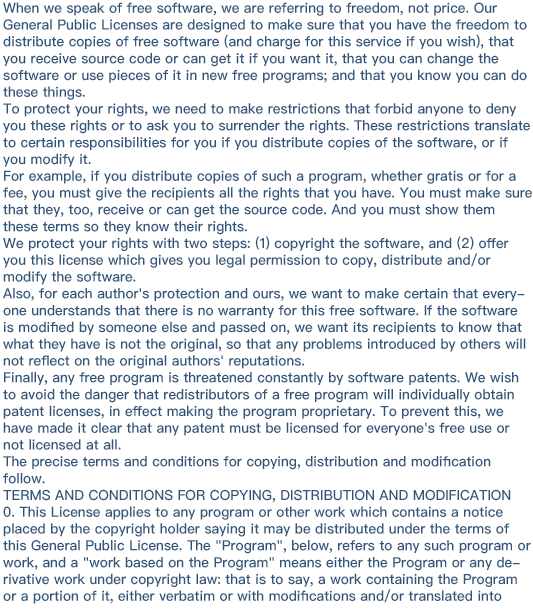 When we speak of free software, we are referring to freedom, not price. Our
General Public Licenses are designed to make sure that you have the freedom to
distribute copies of free software (and charge for this service if you wish), that
you receive source code or can get it if you want it, that you can change the
software or use pieces of it in new free programs; and that you know you can do
these things.
To protect your rights, we need to make restrictions that forbid anyone to deny
you these rights or to ask you to surrender the rights. These restrictions translate
to certain responsibilities for you if you distribute copies of the software, or if
you modify it.
For example, if you distribute copies of such a program, whether gratis or for a
fee, you must give the recipients all the rights that you have. You must make sure
that they, too, receive or can get the source code. And you must show them
these terms so they know their rights.
We protect your rights with two steps: (1) copyright the software, and (2) offer
you this license which gives you legal permission to copy, distribute and/or
modify the software.
Also, for each author's protection and ours, we want to make certain that every-
one understands that there is no warranty for this free software. If the software
is modified by someone else and passed on, we want its recipients to know that
what they have is not the original, so that any problems introduced by others will
not reflect on the original authors' reputations.
Finally, any free program is threatened constantly by software patents. We wish
to avoid the danger that redistributors of a free program will individually obtain
patent licenses, in effect making the program proprietary. To prevent this, we
have made it clear that any patent must be licensed for everyone's free use or
not licensed at all.
The precise terms and conditions for copying, distribution and modification
follow.
TERMS AND CONDITIONS FOR COPYING, DISTRIBUTION AND MODIFICATION
0. This License applies to any program or other work which contains a notice
placed by the copyright holder saying it may be distributed under the terms of
this General Public License. The "Program", below, refers to any such program or
work, and a "work based on the Program" means either the Program or any de-
rivative work under copyright law: that is to say, a work containing the Program
or a portion of it, either verbatim or with modifications and/or translated into